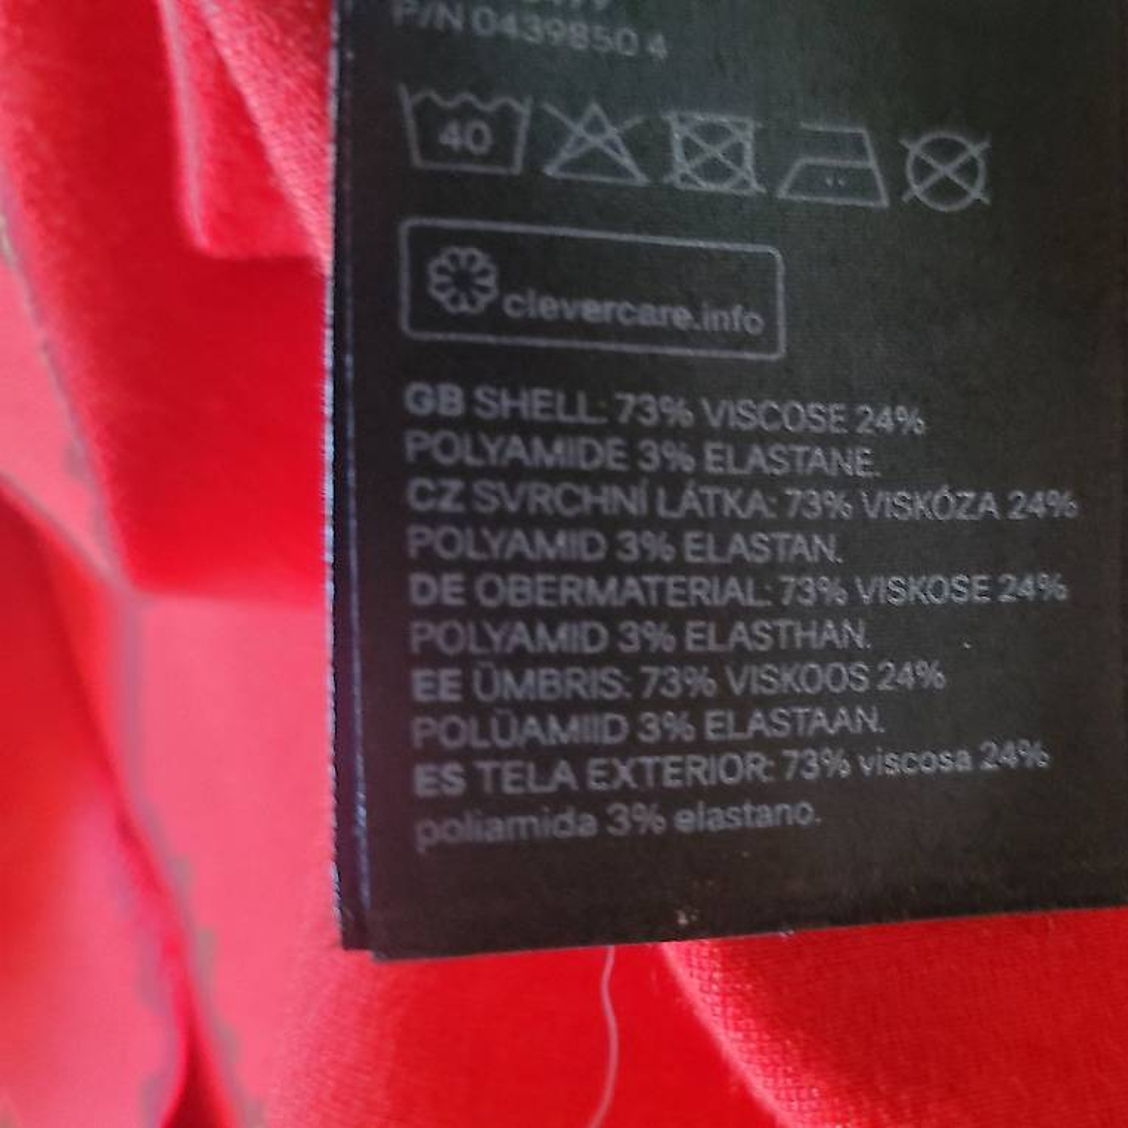 P/N 0439850 4
40
clevercare.info
GB SHELL: 73% VISCOSE 24%
POLYAMIDE 3% ELASTANE.
CZ SVRCHNÍ LÁTKA: 73% VISKÓZA 24%
POLYAMID 3% ELASTAN.
DE OBERMATERIAL: 73% VISKOSE 24%
POLYAMID 3% ELASTHAN.
EE ÜMBRIS: 73% VISKOOS 24%
POLÜAMIID 3% ELASTAAN.
ES TELA EXTERIOR: 73% viscosa 24%
poliamida 3% elastano.